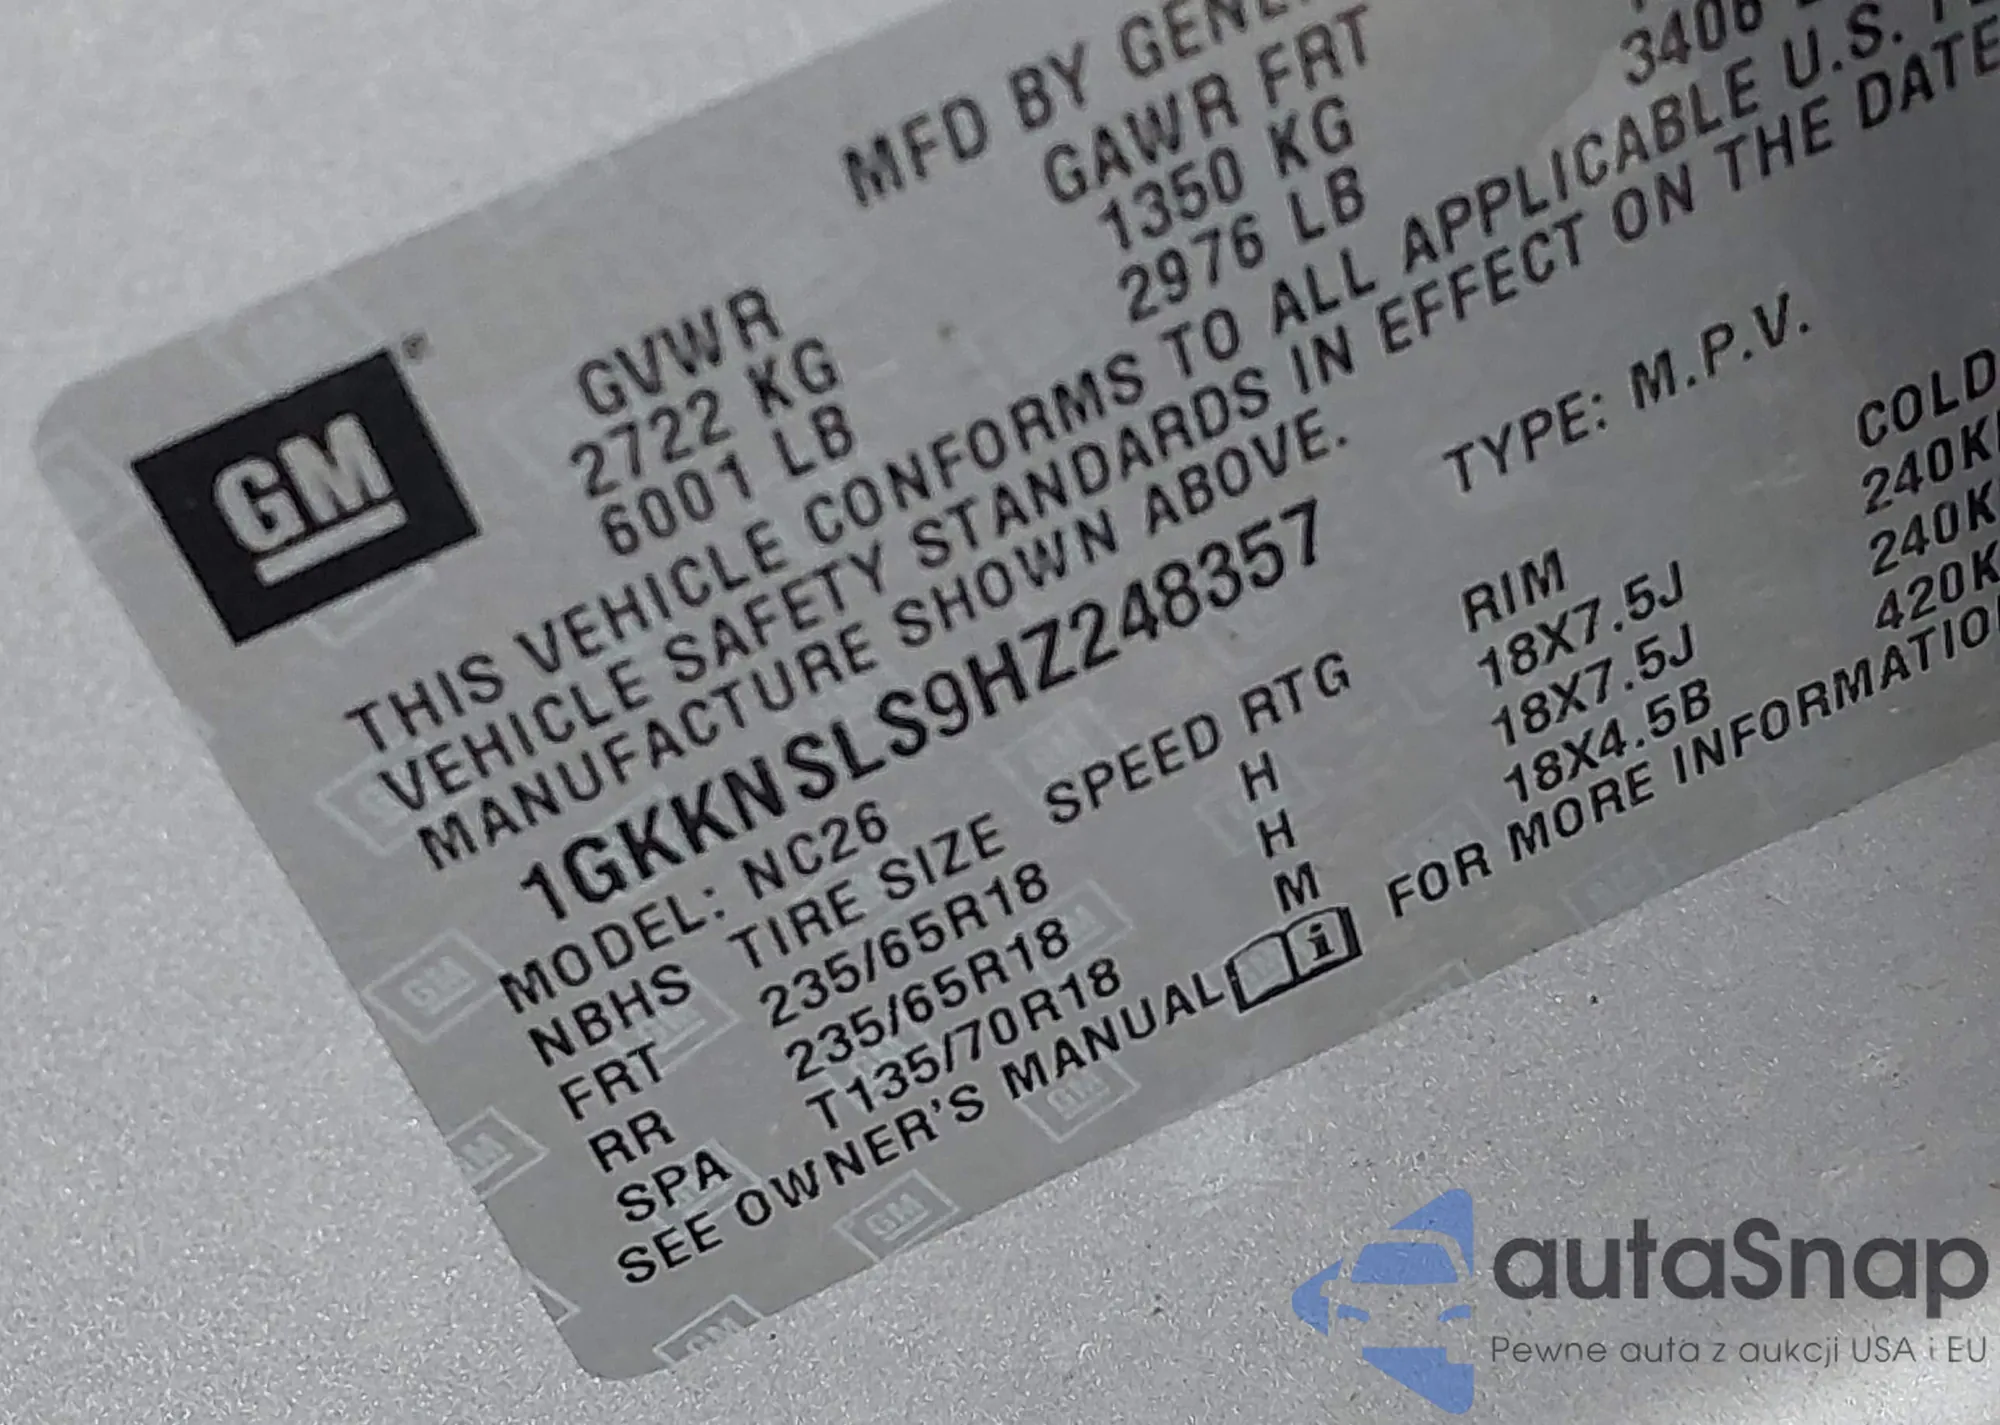 MFD BY GENE
GVWR
2722 KG
6001 LB
GAWR FRT
1350 KG
2976 LB
3406
THIS VEHICLE CONFORMS TO ALL APPLICABLE U.S.
VEHICLE SAFETY STANDARDS IN EFFECT ON THE DATE
MANUFACTURE SHOWN ABOVE.
1GKKNSLS9HZ248357
TYPE: M.P.V.
MODEL: NC26
NBHS TIRE SIZE SPEED RTG RIM COLD
FRT 235/65R18 H 18X7.5J 240K
RR 235/65R18 H 18X7.5J 240K
SPA T135/70R18 M 18X4.5B 420K
SEE OWNER'S MANUAL i FOR MORE INFORMATIO
GM
autaSnap
Pewne auta z aukcji USA i EU